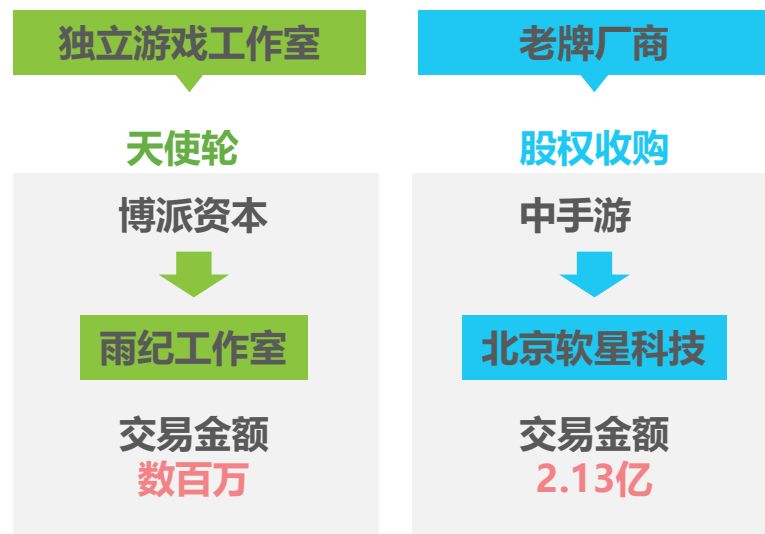 独立游戏工作室
天使轮
博派资本
雨纪工作室
交易金额
数百万
老牌厂商
股权收购
中手游
北京软星科技
交易金额
2.13亿